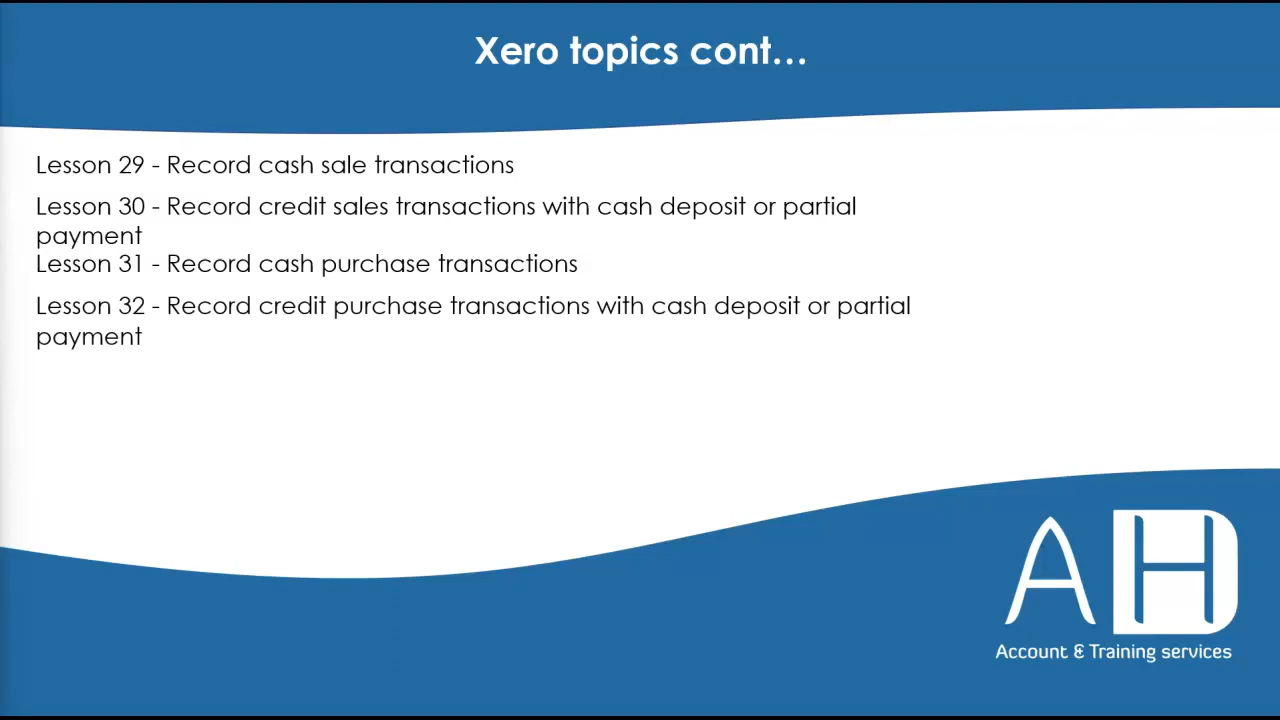 Xero topics cont...
Lesson 29 - Record cash sale transactions
Lesson 30 - Record credit sales transactions with cash deposit or partial
payment
Lesson 31 - Record cash purchase transactions
Lesson 32 - Record credit purchase transactions with cash deposit or partial
payment
AHD
Account & Training services